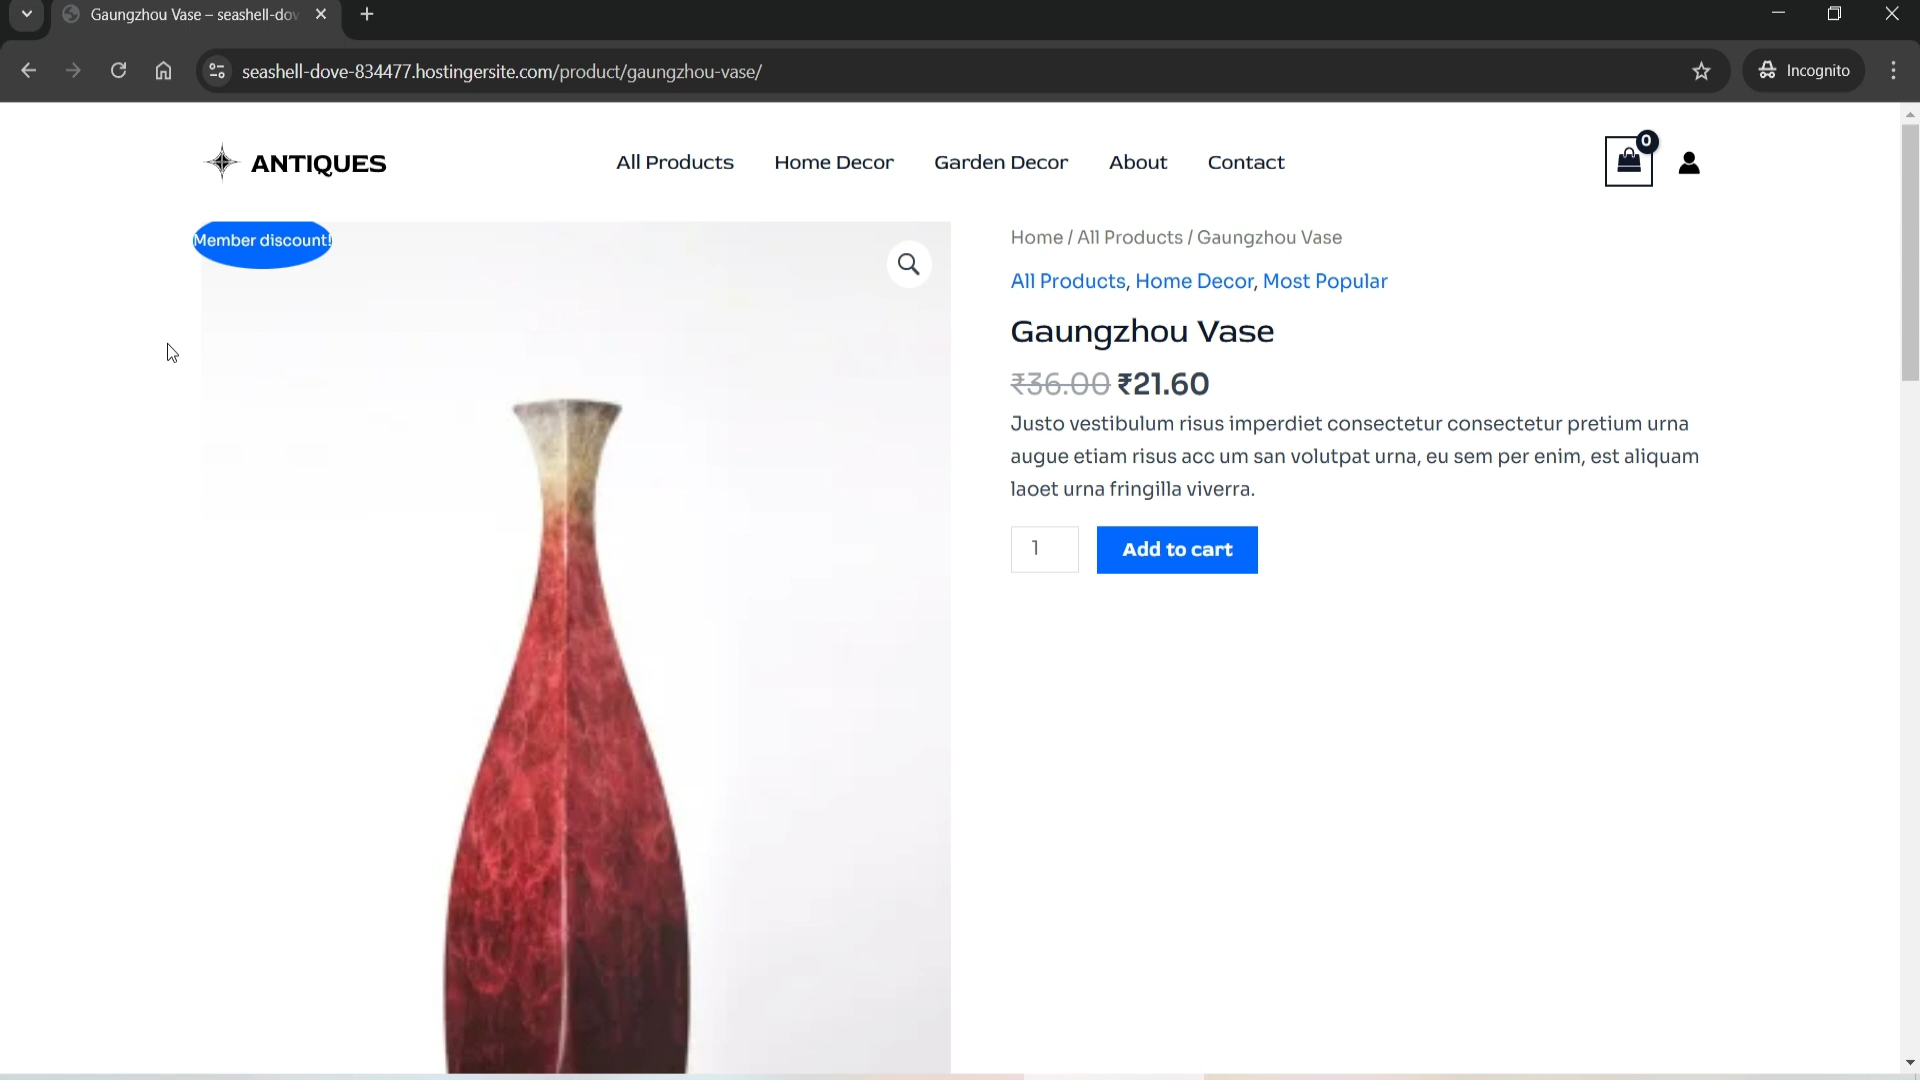 Gaungzhou Vase – seashell-dov
seashell-dove-834477.hostingersite.com/product/gaungzhou-vase/
Incognito
ANTIQUES
All Products
Home Decor
Garden Decor
About
Contact
0
Member discount!
Home / All Products / Gaungzhou Vase
All Products, Home Decor, Most Popular
Gaungzhou Vase
₹36.00 ₹21.60
Justo vestibulum risus imperdiet consectetur consectetur pretium urna
augue etiam risus acc um san volutpat urna, eu sem per enim, est aliquam
laoet urna fringilla viverra.
1
Add to cart